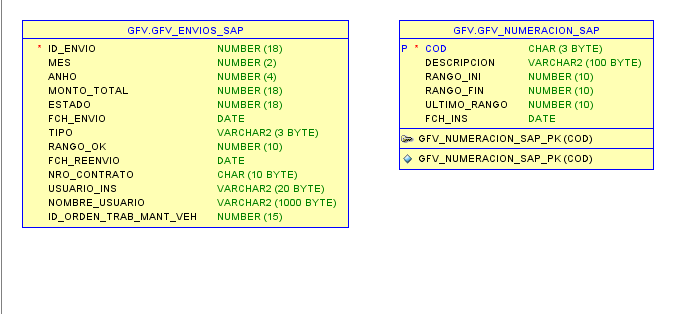 GFV.GFV_ENVIOS_SAP
* ID_ENVIO NUMBER (18)
MES NUMBER (2)
ANHO NUMBER (4)
MONTO_TOTAL NUMBER (18)
ESTADO NUMBER (18)
FCH_ENVIO DATE
TIPO VARCHAR2 (3 BYTE)
RANGO_OK NUMBER (10)
FCH_REENVIO DATE
NRO_CONTRATO CHAR (10 BYTE)
USUARIO_INS VARCHAR2 (20 BYTE)
NOMBRE_USUARIO VARCHAR2 (1000 BYTE)
ID_ORDEN_TRAB_MANT_VEH NUMBER (15)
GFV.GFV_NUMERACION_SAP
P * COD CHAR (3 BYTE)
DESCRIPCION VARCHAR2 (100 BYTE)
RANGO_INI NUMBER (10)
RANGO_FIN NUMBER (10)
ULTIMO_RANGO NUMBER (10)
FCH_INS DATE
GFV_NUMERACION_SAP_PK (COD)
GFV_NUMERACION_SAP_PK (COD)